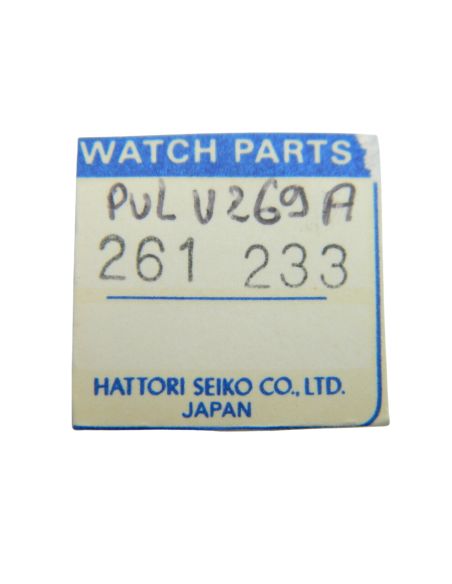 WATCH PARTS
PUL V269A
261 233
HATTORI SEIKO CO., LTD.
JAPAN